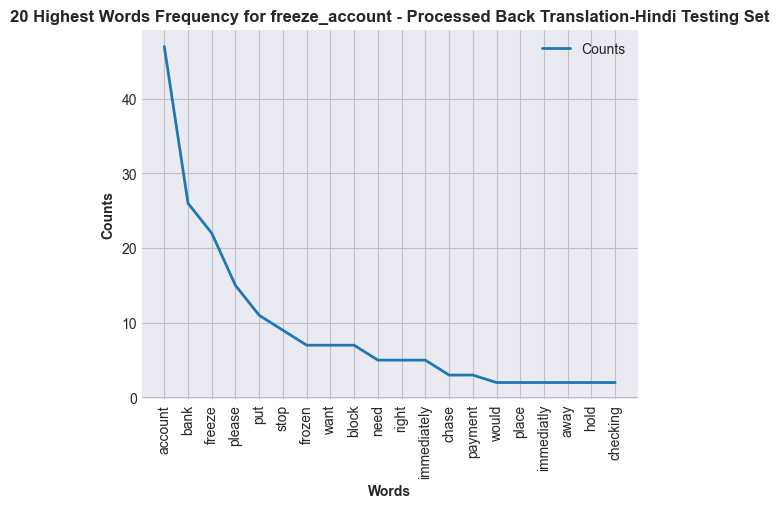 20 Highest Words Frequency for freeze_account - Processed Back Translation-Hindi Testing Set
Counts
40
30
20
10
0
Counts
account
bank
freeze
please
put
stop
frozen
want
block
need
right
immediately
chase
payment
would
place
immediatly
away
hold
checking
Words